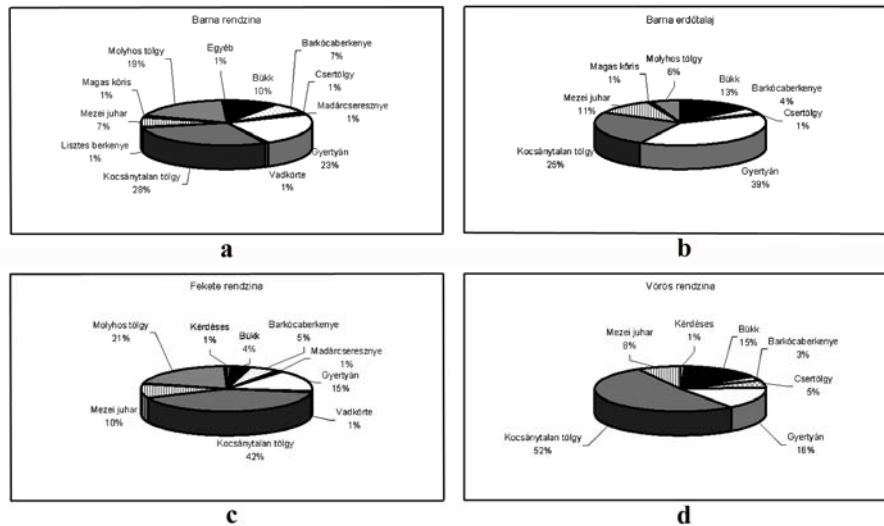 Barna rendzina
Egyéb
1%
Bükk
10%
Barkócaberkenye
7%
Csertölgy
1%
Madárcseresznye
1%
Gyertyán
23%
Vadkörte
1%
Kocsánytalan tölgy
28%
Lisztes berkenye
1%
Mezei juhar
7%
Magas kőris
1%
Molyhos tölgy
19%
a
Barna erdőtalaj
Molyhos tölgy
6%
Bükk
13%
Barkócaberkenye
4%
Csertölgy
1%
Gyertyán
39%
Kocsánytalan tölgy
25%
Mezei juhar
11%
Magas kőris
1%
b
Fekete rendzina
Kérdéses
1%
Bükk
4%
Barkócaberkenye
5%
Madárcseresznye
1%
Gyertyán
15%
Vadkörte
1%
Kocsánytalan tölgy
42%
Mezei juhar
10%
Molyhos tölgy
21%
c
Vörös rendzina
Kérdéses
1%
Bükk
15%
Barkócaberkenye
3%
Csertölgy
5%
Gyertyán
16%
Kocsánytalan tölgy
52%
Mezei juhar
8%
d